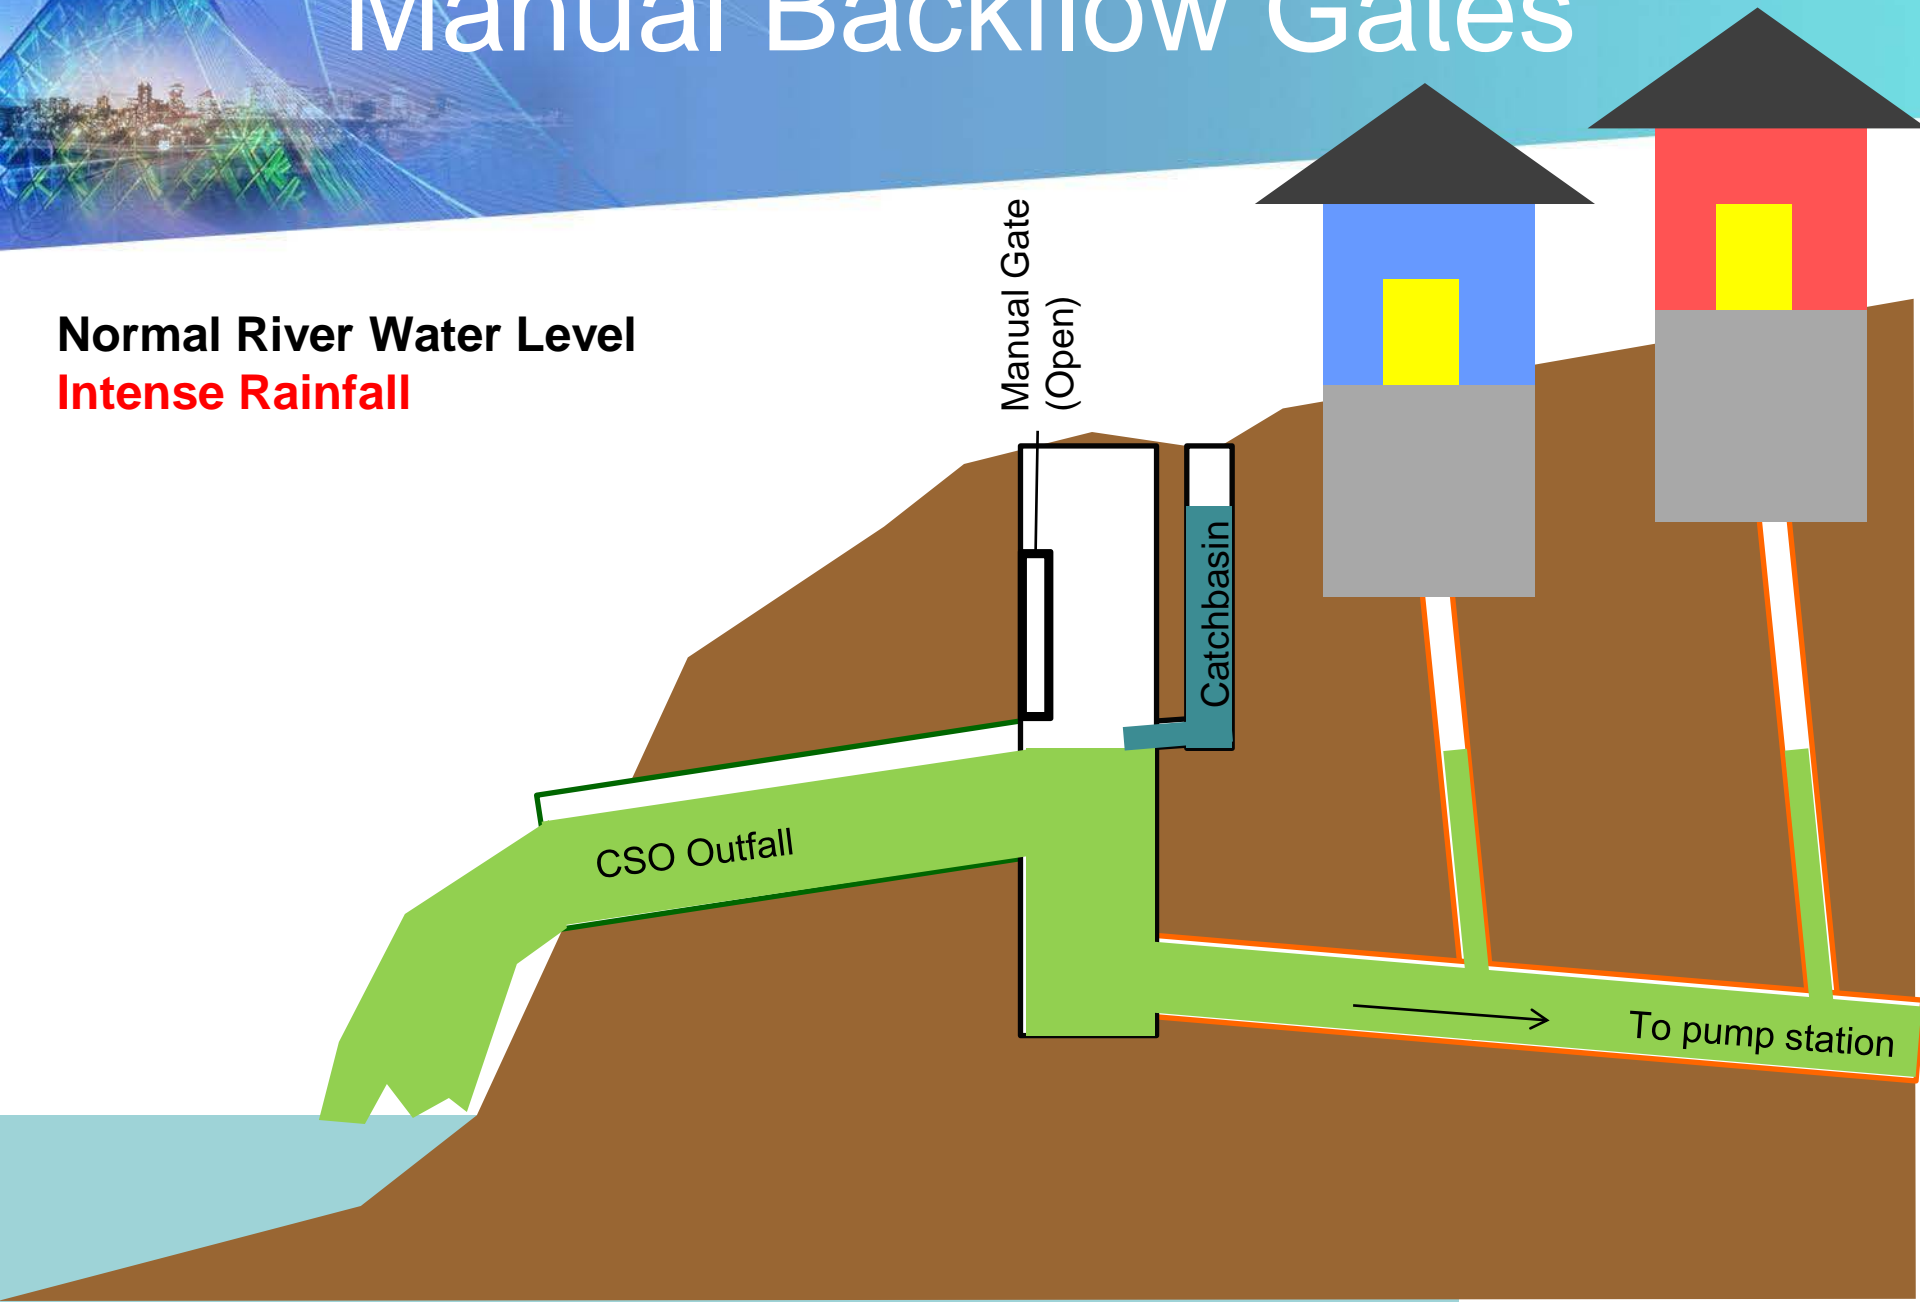 Manual Backflow Gates
Normal River Water Level
Intense Rainfall
Manual Gate
(Open)
Catchbasin
CSO Outfall
To pump station